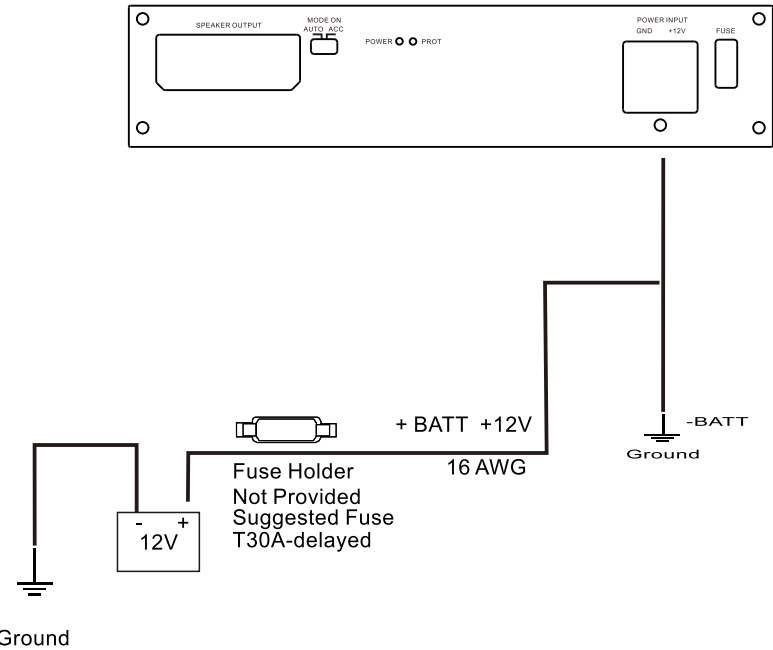 SPEAKER OUTPUT
MODE ON
AUTO ACC
POWER
PROT
POWER INPUT
GND +12V
FUSE
+ BATT +12V
16 AWG
-BATT
Ground
Fuse Holder
Not Provided
Suggested Fuse
T30A-delayed
- +
12V
Ground